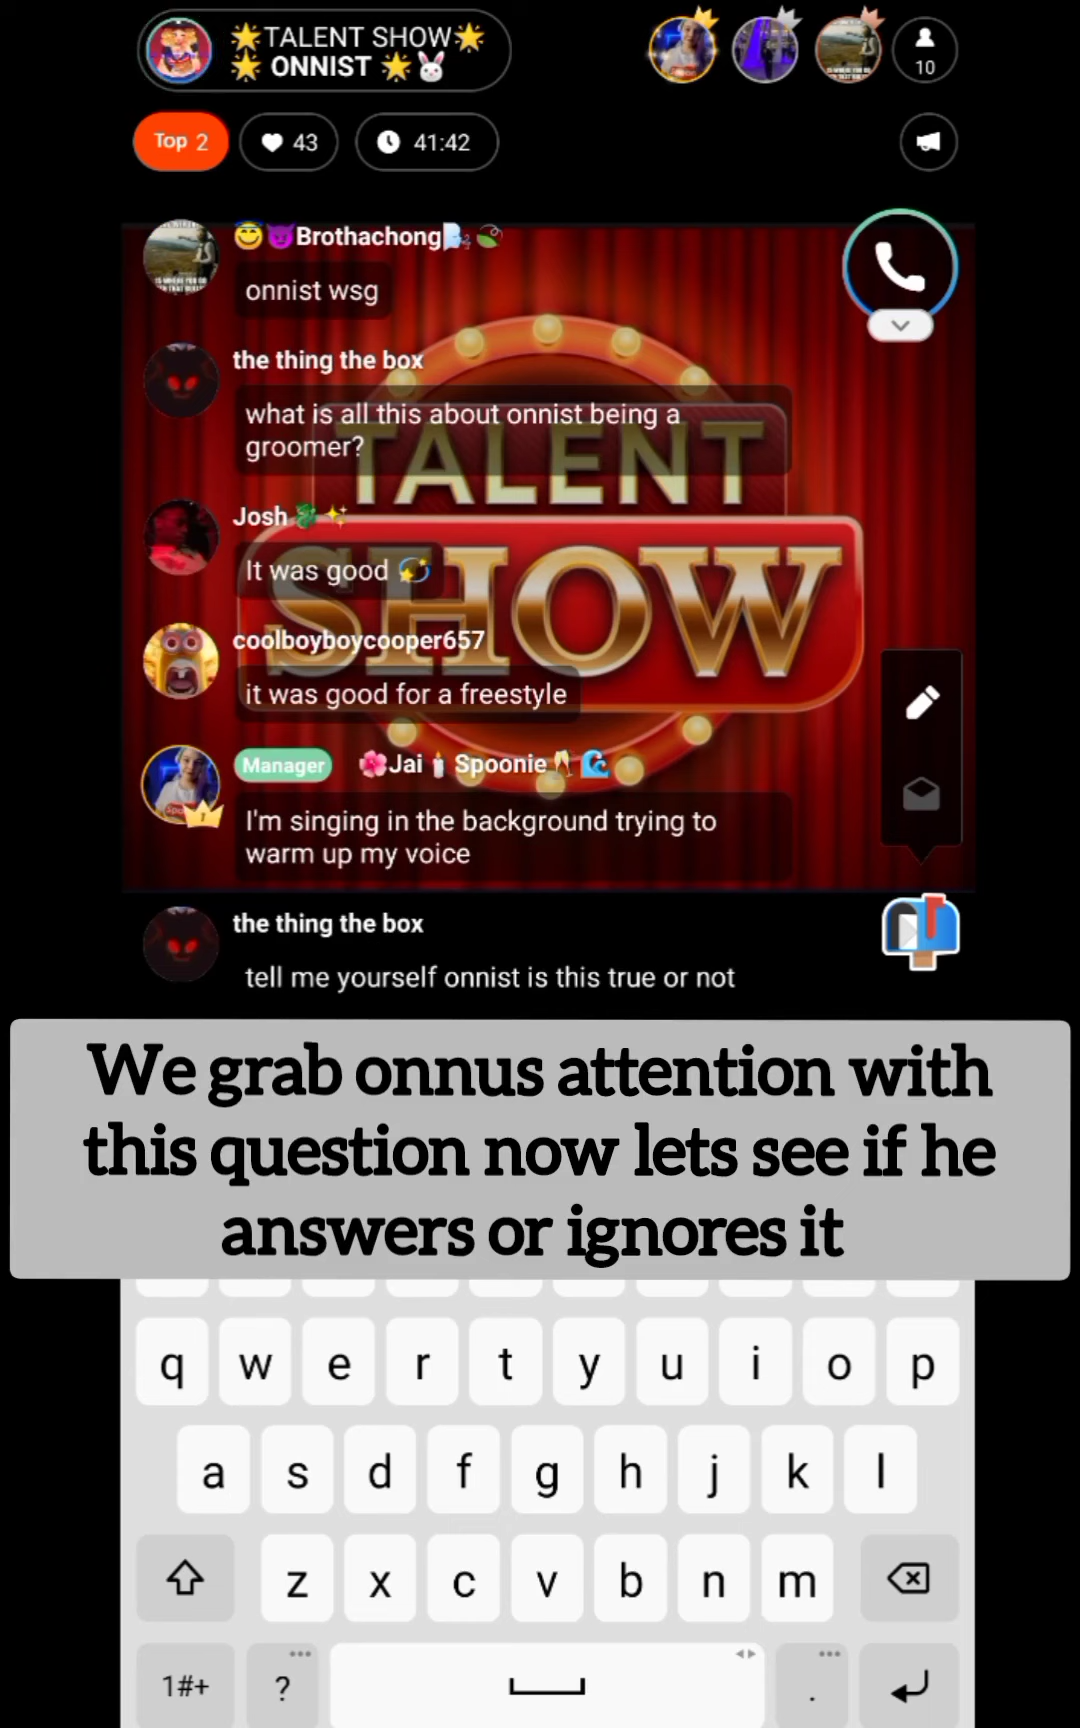 🌟TALENT SHOW🌟
🌟 ONNIST 🌟🐰
10
Top 2
43
41:42
😇😈Brothachong🌬️🍃
onnist wsg
the thing the box
what is all this about onnist being a
groomer?
Josh🐉✨
It was good 💫
coolboyboycooper657
it was good for a freestyle
Manager 🌺Jai🕯️Spoonie🥂🌊
I'm singing in the background trying to
warm up my voice
the thing the box
tell me yourself onnist is this true or not
TALENT
SHOW
We grab onnus attention with
this question now lets see if he
answers or ignores it
q w e r t y u i o p
a s d f g h j k l
z x c v b n m
1#+ ? .